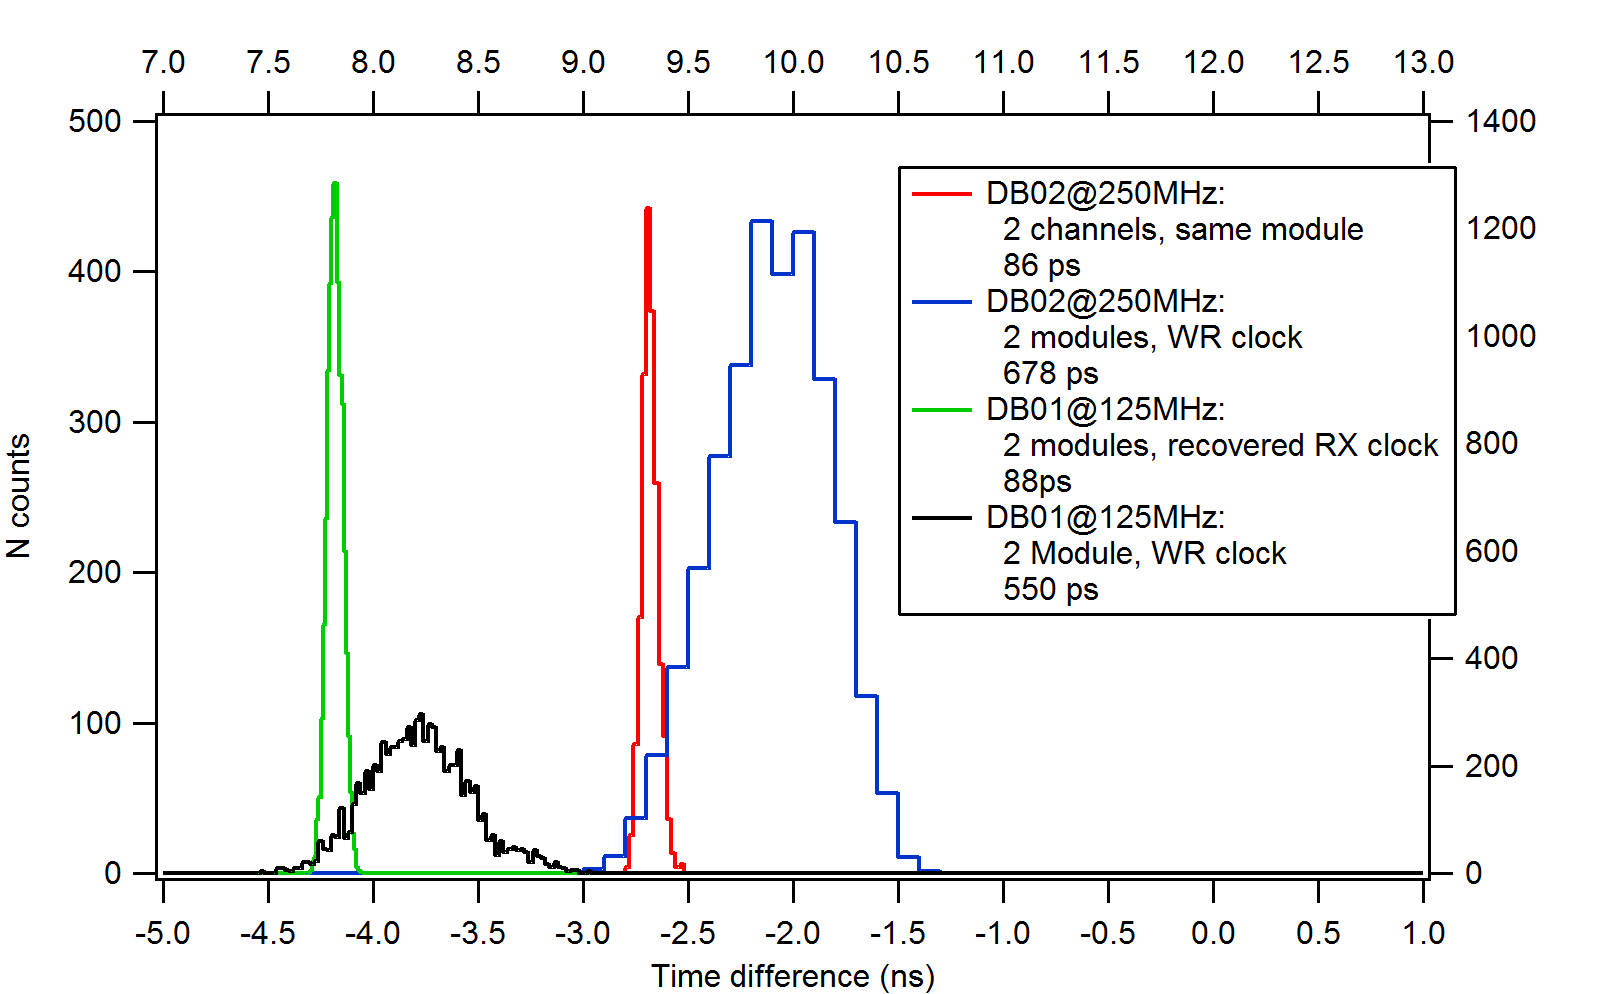 7.0 7.5 8.0 8.5 9.0 9.5 10.0 10.5 11.0 11.5 12.0 12.5 13.0
500
400
300
200
100
0
N counts
1400
1200
1000
800
600
400
200
0
DB02@250MHz:
2 channels, same module
86 ps
DB02@250MHz:
2 modules, WR clock
678 ps
DB01@125MHz:
2 modules, recovered RX clock
88ps
DB01@125MHz:
2 Module, WR clock
550 ps
-5.0 -4.5 -4.0 -3.5 -3.0 -2.5 -2.0 -1.5 -1.0 -0.5 0.0 0.5 1.0
Time difference (ns)